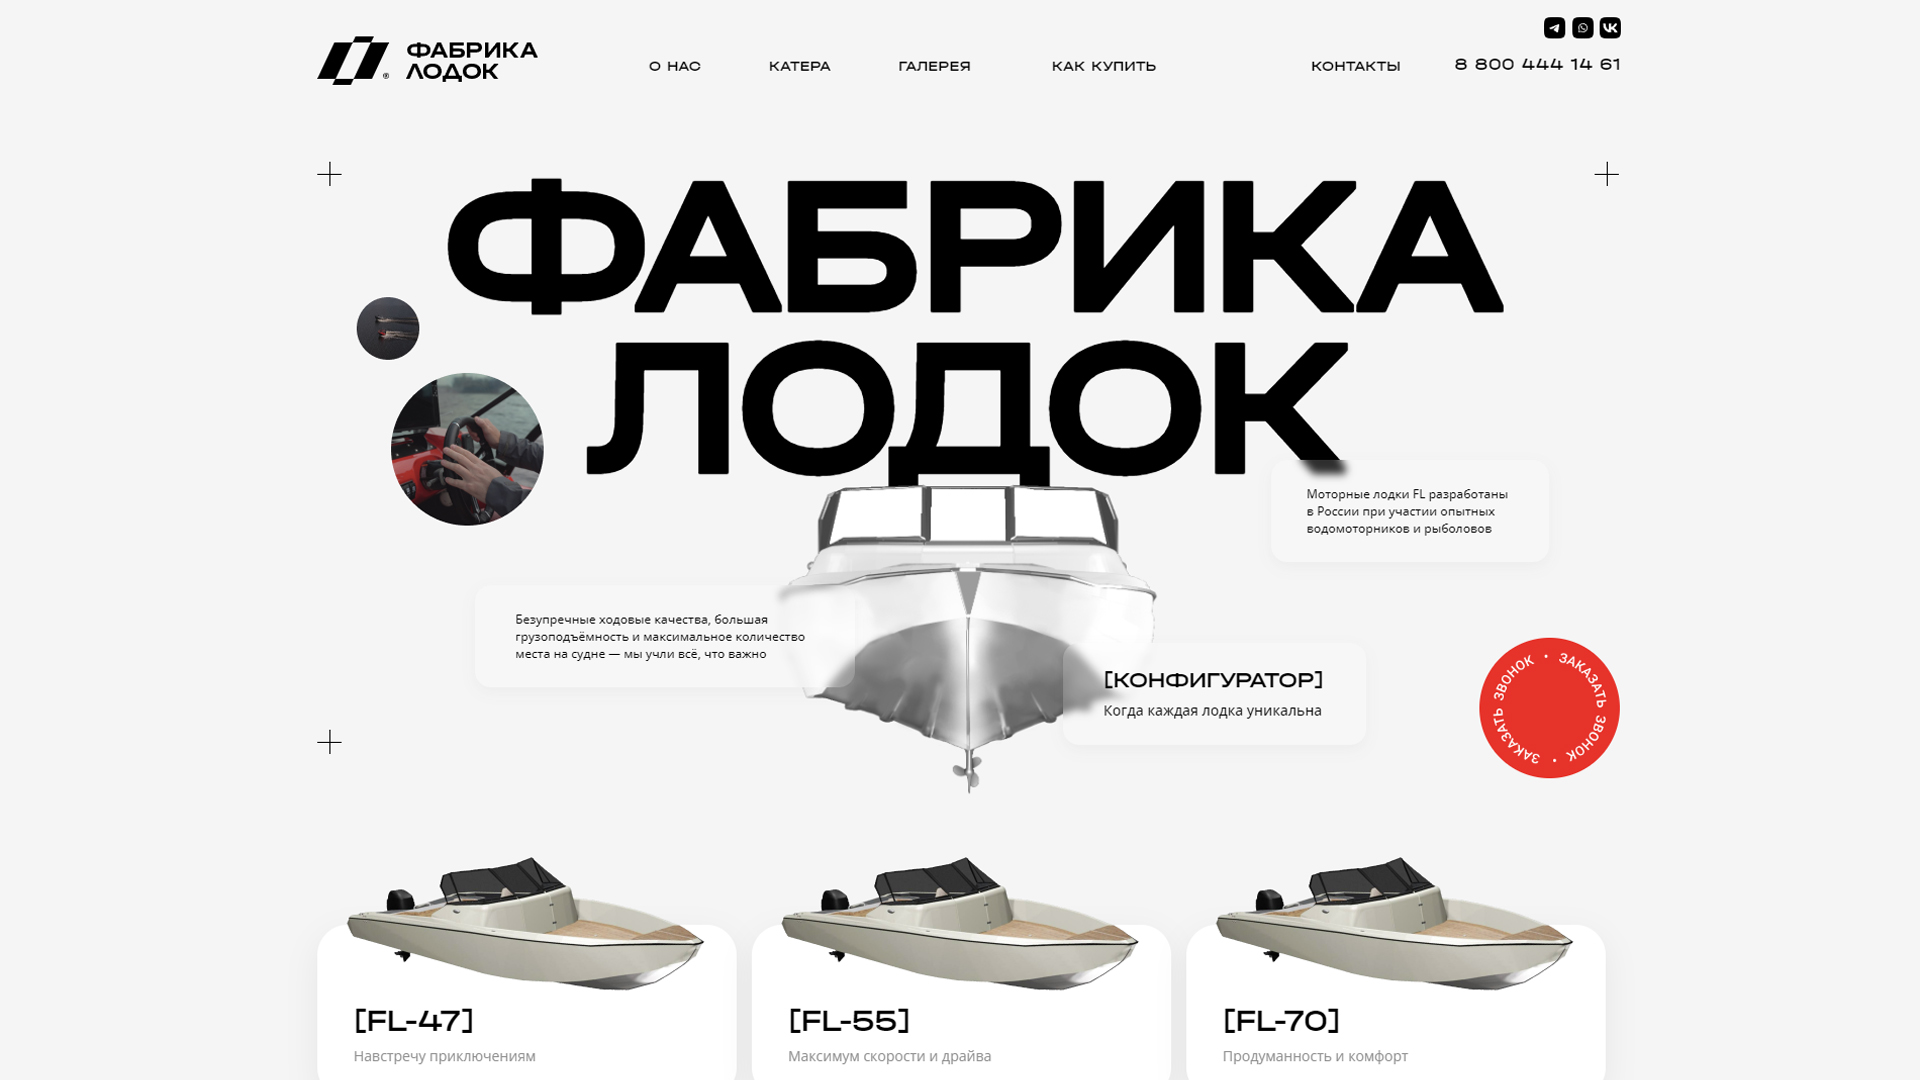 ФАБРИКА
ЛОДОК
®
О НАС
КАТЕРА
ГАЛЕРЕЯ
КАК КУПИТЬ
КОНТАКТЫ
8 800 444 14 61
ФАБРИКА
ЛОДОК
Моторные лодки FL разработаны
в России при участии опытных
водомоторников и рыболовов
Безупречные ходовые качества, большая
грузоподъёмность и максимальное количество
места на судне — мы учли всё, что важно
[КОНФИГУРАТОР]
Когда каждая лодка уникальна
ЗАКАЗАТЬ ЗВОНОК • ЗАКАЗАТЬ ЗВОНОК •
[FL-47]
Навстречу приключениям
[FL-55]
Максимум скорости и драйва
[FL-70]
Продуманность и комфорт